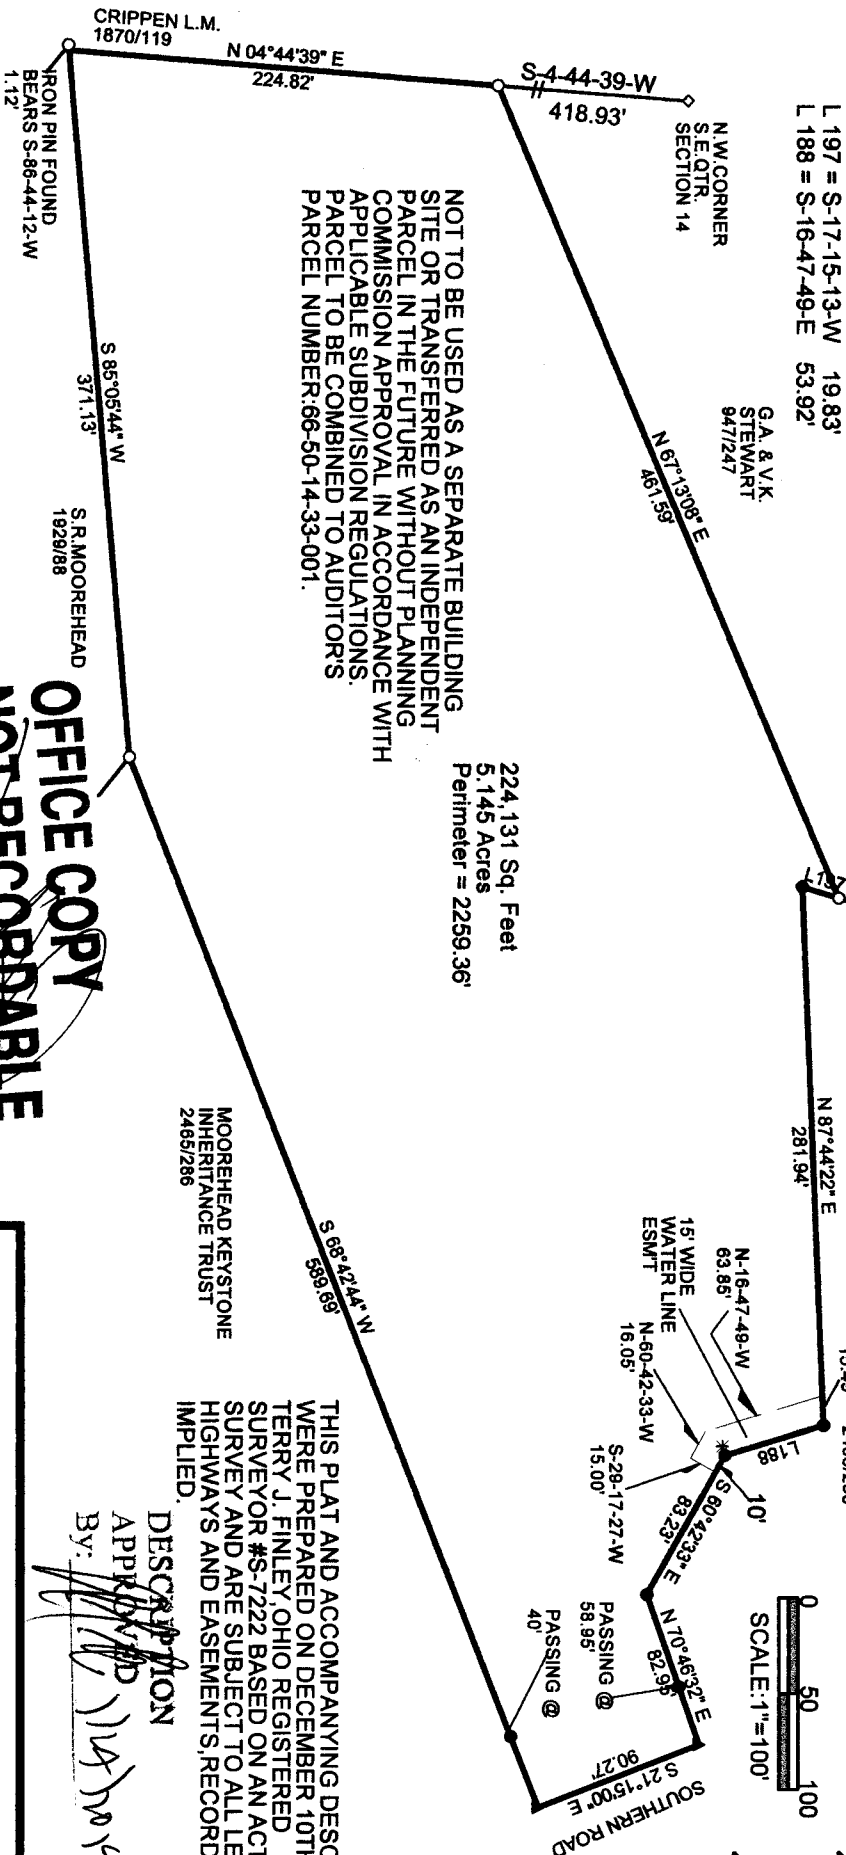 L 197 = S-17-15-13-W 19.83'
L 188 = S-16-47-49-E 53.92'
G.A. & V.K.
STEWART
947/247
N.W.CORNER
S.E.QTR.
SECTION 14
S-4-44-39-W
418.93'
CRIPPEN L.M.
1870/119
N 04°44'39" E
224.82'
IRON PIN FOUND
BEARS S-86-44-12-W
1.12'
N 67°13'08" E
461.59'
L197
N 87°44'22" E
281.94'
NOT TO BE USED AS A SEPARATE BUILDING
SITE OR TRANSFERRED AS AN INDEPENDENT
PARCEL IN THE FUTURE WITHOUT PLANNING
COMMISSION APPROVAL IN ACCORDANCE WITH
APPLICABLE SUBDIVISION REGULATIONS.
PARCEL TO BE COMBINED TO AUDITOR'S
PARCEL NUMBER:66-50-14-33-001.
224,131 Sq. Feet
5.145 Acres
Perimeter = 2259.36'
N-16-47-49-W
63.85'
15' WIDE
WATER LINE
ESM'T
N-60-42-33-W
16.05'
S-29-17-27-W
15.00'
L188
10'
S 60°42'33" E
83.23'
N 70°46'32" E
82.95'
PASSING @
58.95'
PASSING @
40'
S 21°15'00" E
90.27'
SOUTHERN ROAD
0 50 100
SCALE:1"=100'
S 85°05'44" W
371.13'
S.R.MOOREHEAD
1929/88
S 68°42'44" W
589.69'
MOOREHEAD KEYSTONE
INHERITANCE TRUST
2465/286
OFFICE COPY
NOT RECORDABLE
THIS PLAT AND ACCOMPANYING DESC
WERE PREPARED ON DECEMBER 10TH
TERRY J. FINLEY,OHIO REGISTERED
SURVEYOR #S-7222 BASED ON AN ACT
SURVEY AND ARE SUBJECT TO ALL LE
HIGHWAYS AND EASEMENTS,RECORD
IMPLIED.
DESCRIPTION
APPROVED
By: